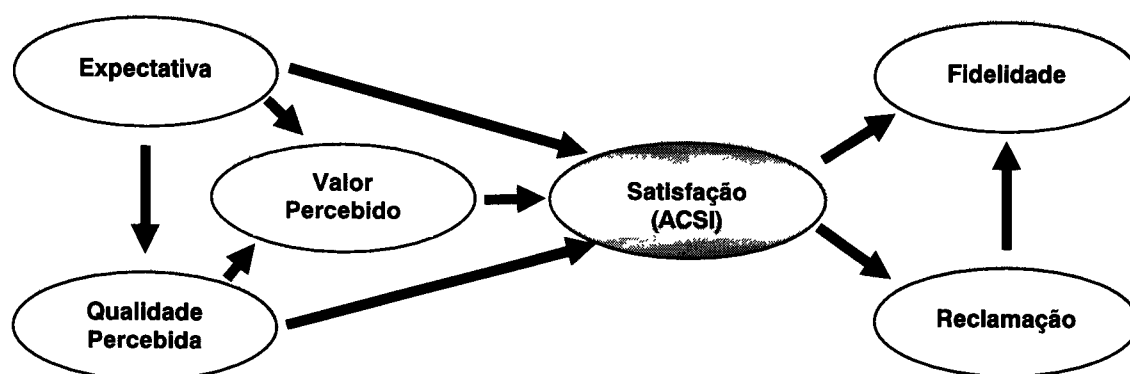 Expectativa
Fidelidade
Valor
Percebido
Satisfação
(ACSI)
Qualidade
Percebida
Reclamação